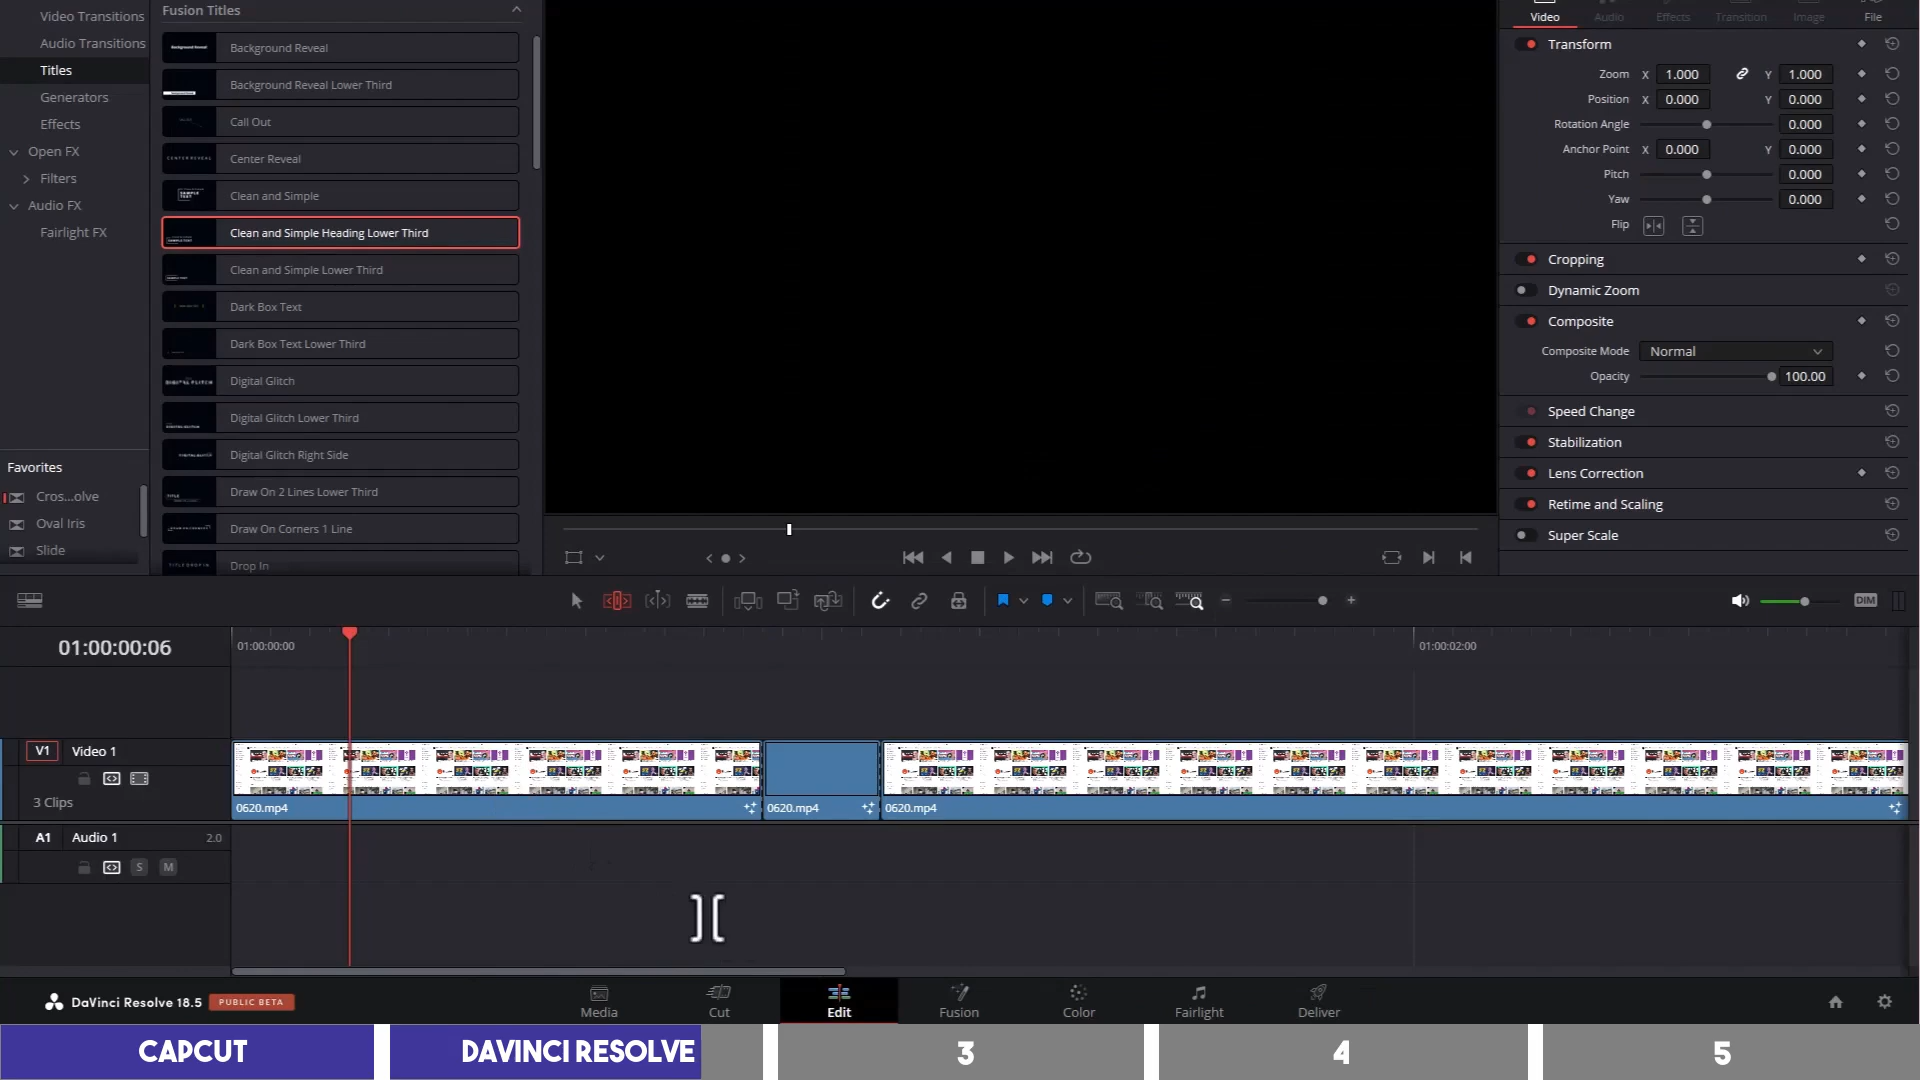 Video Transitions
Audio Transitions
Titles
Generators
Effects
Open FX
Filters
Audio FX
Fairlight FX
Favorites
Cros...olve
Oval Iris
Slide
Fusion Titles
Background Reveal
Background Reveal Lower Third
Call Out
Center Reveal
Clean and Simple
Clean and Simple Heading Lower Third
Clean and Simple Lower Third
Dark Box Text
Dark Box Text Lower Third
Digital Glitch
Digital Glitch Lower Third
Digital Glitch Right Side
Draw On 2 Lines Lower Third
Draw On Corners 1 Line
Drop In
Video Audio Effects Transition Image File
Transform
Zoom X 1.000 Y 1.000
Position X 0.000 Y 0.000
Rotation Angle 0.000
Anchor Point X 0.000 Y 0.000
Pitch 0.000
Yaw 0.000
Flip
Cropping
Dynamic Zoom
Composite
Composite Mode Normal
Opacity 100.00
Speed Change
Stabilization
Lens Correction
Retime and Scaling
Super Scale
DIM
01:00:00:06
01:00:00:00
01:00:02:00
V1 Video 1
3 Clips
0620.mp4
0620.mp4
0620.mp4
A1 Audio 1 2.0
S M
DaVinci Resolve 18.5 PUBLIC BETA
Media
Cut
Edit
Fusion
Color
Fairlight
Deliver
CAPCUT
DAVINCI RESOLVE
3
4
5